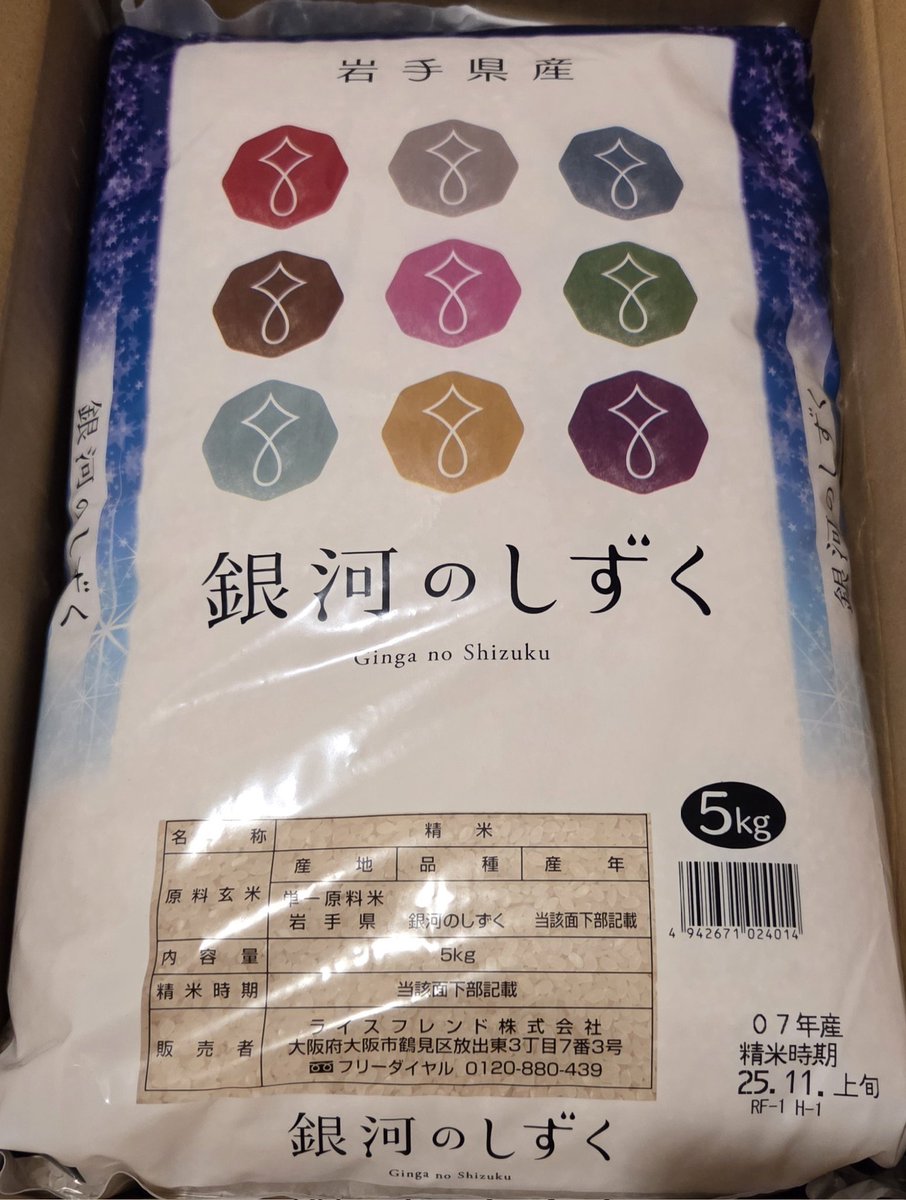 岩手県産
銀河のしずく
銀河のしずく
銀河のしずく
Ginga no Shizuku
5kg
名称 精米
産地 品種 産年
原料玄米 単一原料米
岩手県 銀河のしずく 当該面下部記載
内容量 5kg
精米時期 当該面下部記載
販売者 ライスフレンド株式会社
大阪府大阪市鶴見区放出東3丁目7番3号
フリーダイヤル 0120-880-439
4 942671 024014
07年産
精米時期
25.11.上旬
RF-1 H-1
銀河のしずく
Ginga no Shizuku